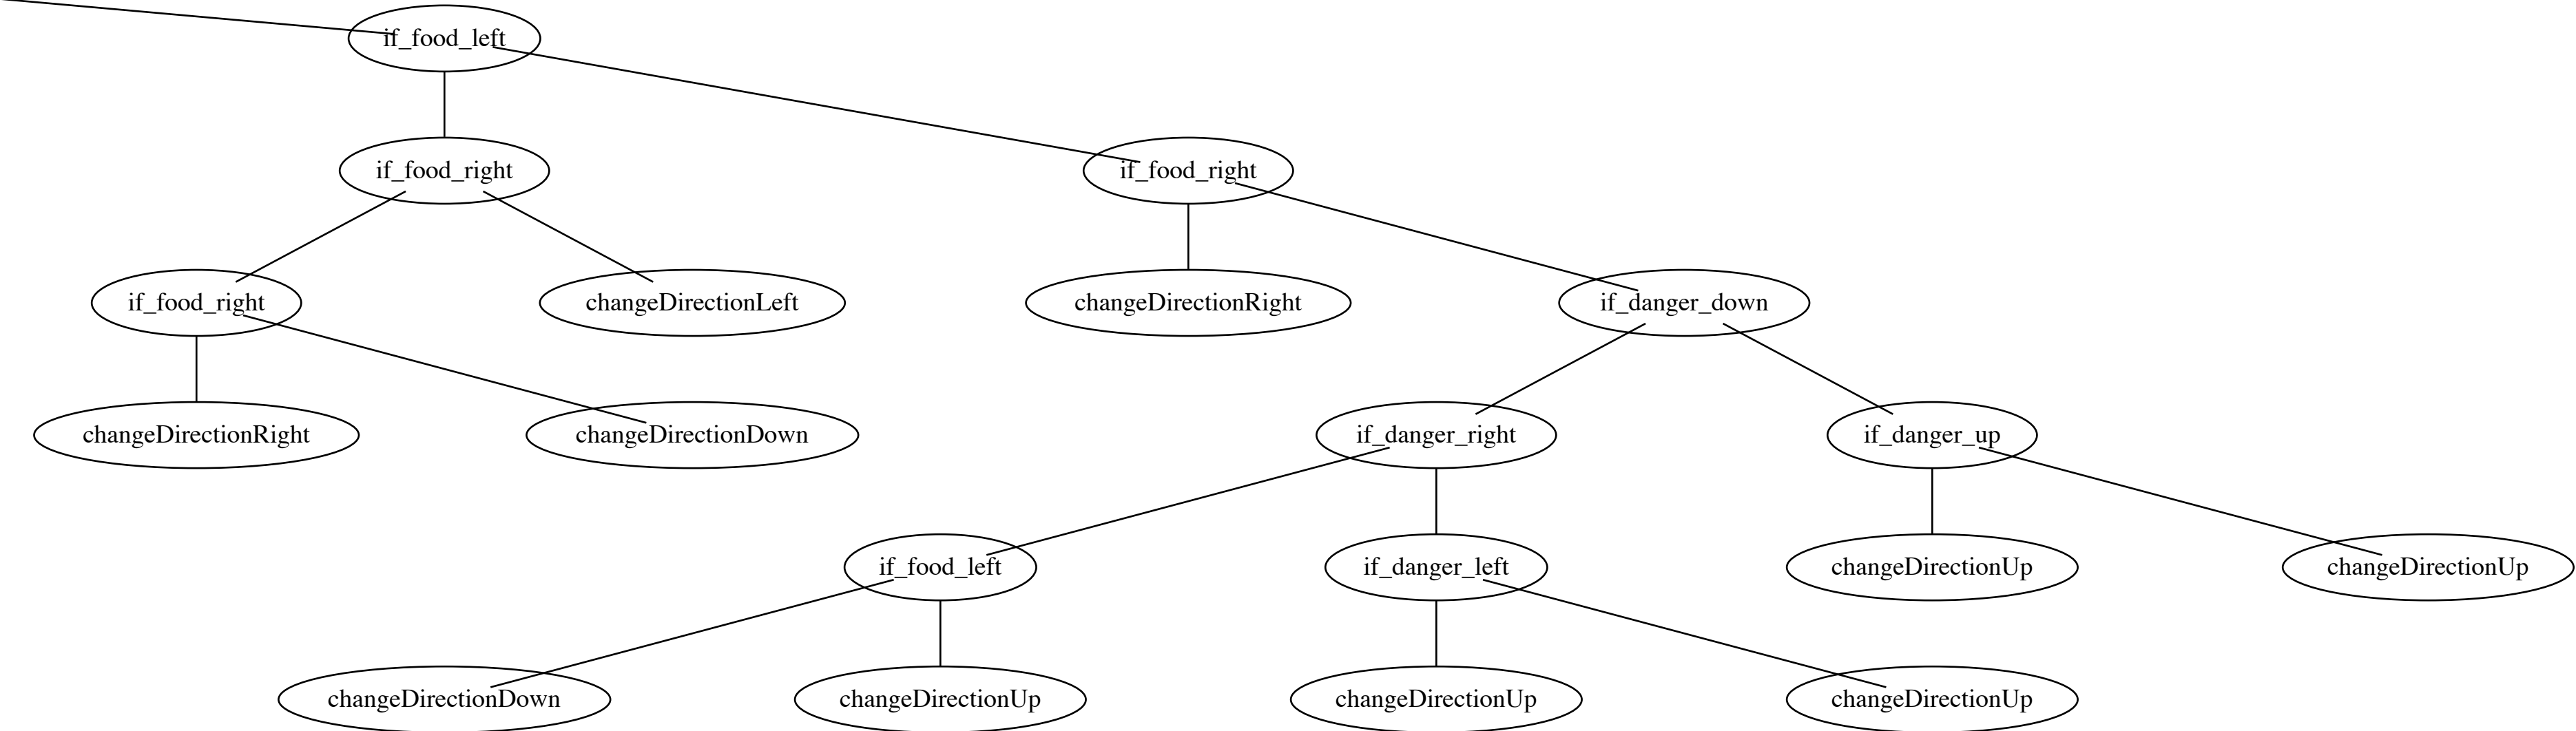 if_food_left
if_food_right
if_food_right
if_food_right
changeDirectionLeft
changeDirectionRight
if_danger_down
changeDirectionRight
changeDirectionDown
if_danger_right
if_danger_up
if_food_left
if_danger_left
changeDirectionUp
changeDirectionUp
changeDirectionDown
changeDirectionUp
changeDirectionUp
changeDirectionUp